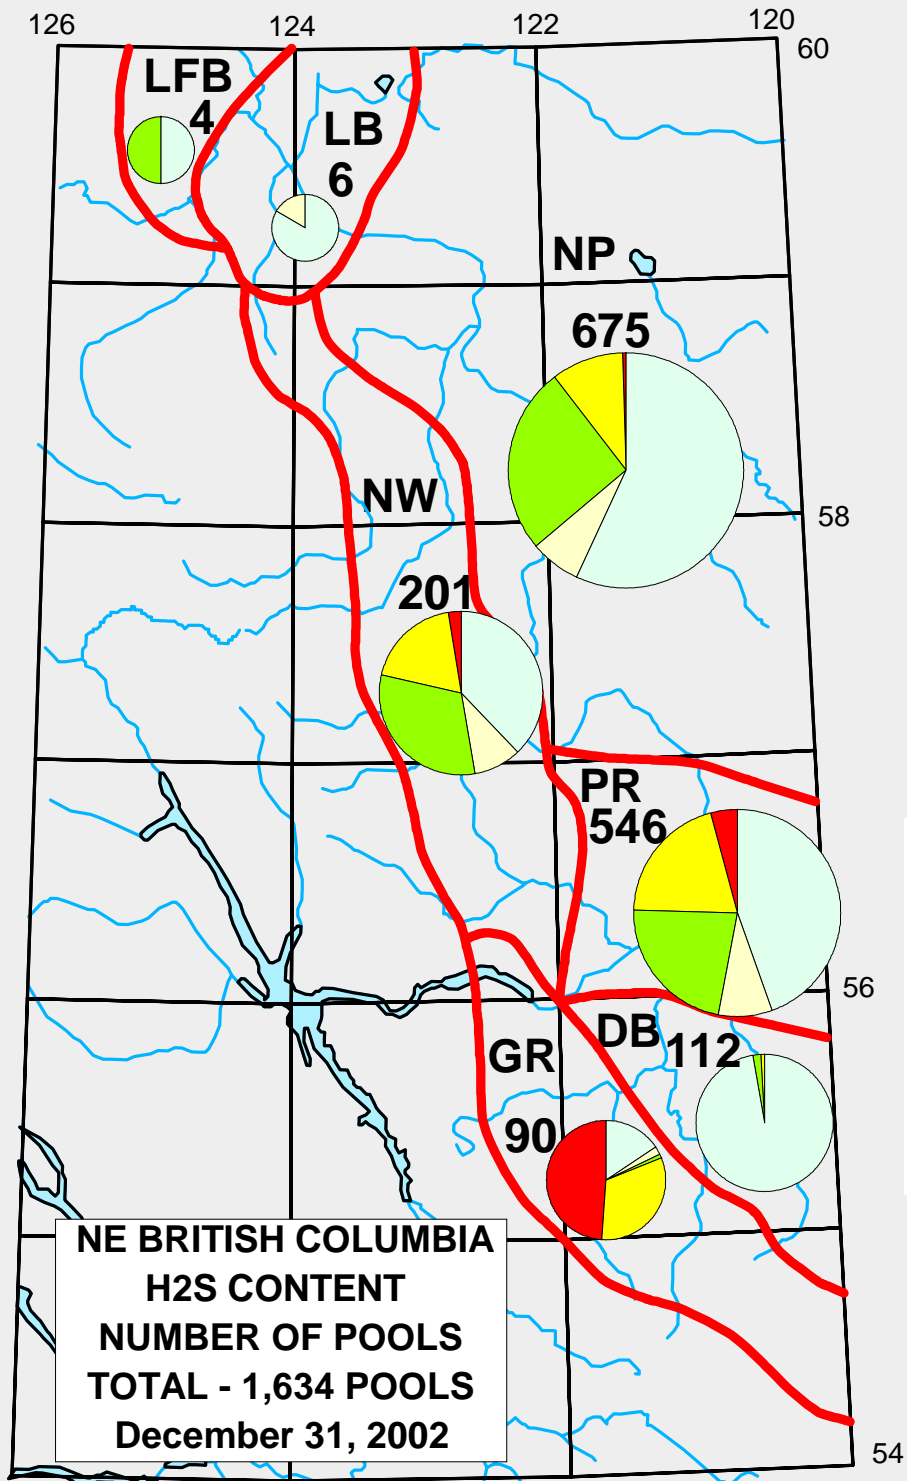 126 124 122 120
60
LFB
4
LB
6
NP
675
NW
58
201
PR
546
56
DB
112
GR
90
NE BRITISH COLUMBIA
H2S CONTENT
NUMBER OF POOLS
TOTAL - 1,634 POOLS
December 31, 2002
54